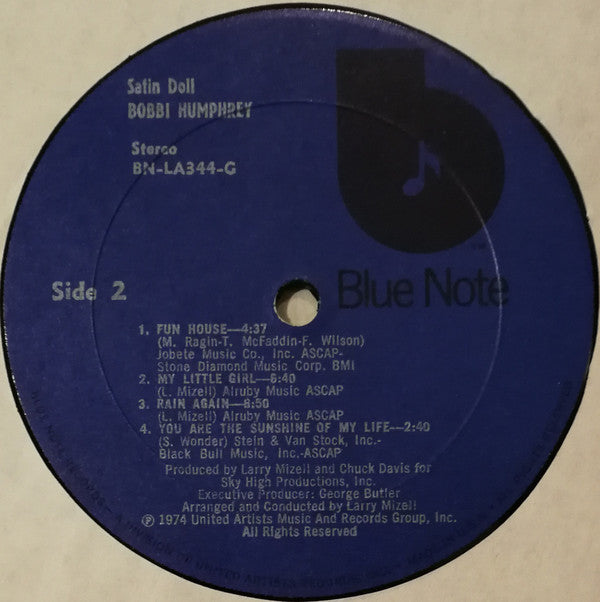 Satin Doll
BOBBI HUMPHREY
Stereo
BN-LA344-G
Side 2
Blue Note
1. FUN HOUSE—4:37
(M. Ragin-T. McFaddin-F. Wilson)
Jobete Music Co., Inc. ASCAP-
Stone Diamond Music Corp. BMI
2. MY LITTLE GIRL—6:40
(L. Mizell) Alruby Music ASCAP
3. RAIN AGAIN—6:50
(L. Mizell) Alruby Music ASCAP
4. YOU ARE THE SUNSHINE OF MY LIFE—2:40
(S. Wonder) Stein & Van Stock, Inc.-
Black Bull Music, Inc.-ASCAP
Produced by Larry Mizell and Chuck Davis for
Sky High Productions, Inc.
Executive Producer: George Butler
Arranged and Conducted by Larry Mizell
℗ 1974 United Artists Music And Records Group, Inc.
All Rights Reserved